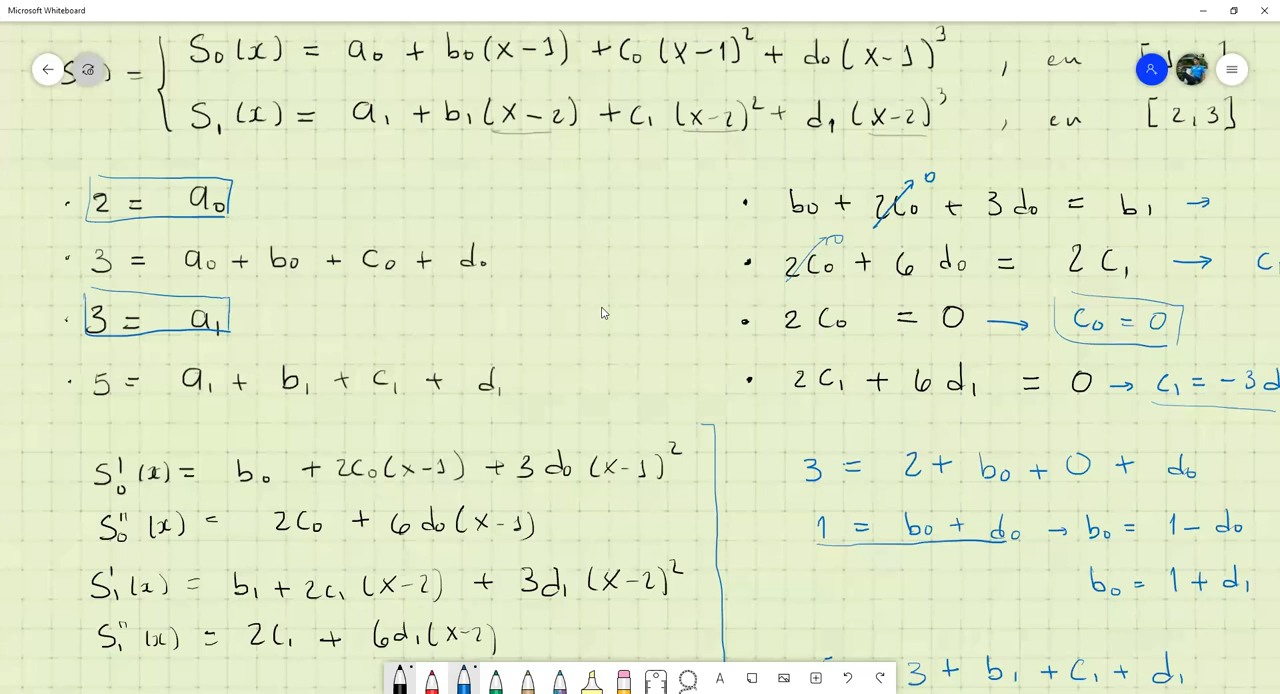 Microsoft Whiteboard
S₀(x) = a₀ + b₀(x-1) + c₀(x-1)² + d₀(x-1)³ , en
S₁(x) = a₁ + b₁(x-2) + c₁(x-2)² + d₁(x-2)³ , en [2,3]
· 2 = a₀
· 3 = a₀ + b₀ + c₀ + d₀
· 3 = a₁
· 5 = a₁ + b₁ + c₁ + d₁
· b₀ + 2c₀ + 3d₀ = b₁ →
0
· 2c₀ + 6d₀ = 2c₁ → c
0
· 2c₀ = 0 → c₀ = 0
· 2c₁ + 6d₁ = 0 → c₁ = -3d
S₀'(x) = b₀ + 2c₀(x-1) + 3d₀(x-1)²
S₀''(x) = 2c₀ + 6d₀(x-1)
S₁'(x) = b₁ + 2c₁(x-2) + 3d₁(x-2)²
S₁''(x) = 2c₁ + 6d₁(x-2)
3 = 2 + b₀ + 0 + d₀
1 = b₀ + d₀ → b₀ = 1 - d₀
b₀ = 1 + d₁
3 + b₁ + c₁ + d₁